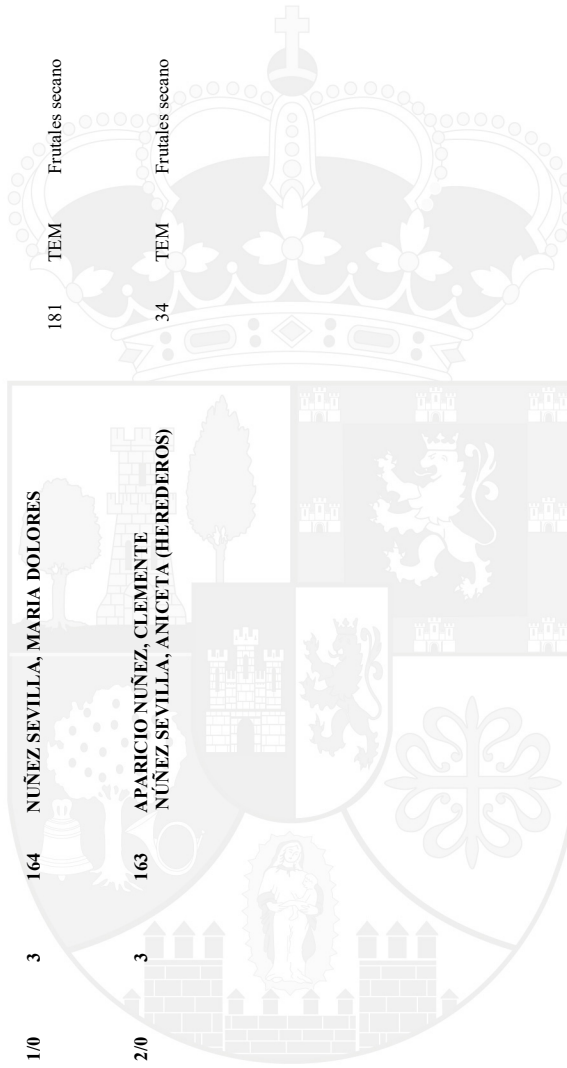 1/0 3 164 NUÑEZ SEVILLA, MARIA DOLORES 181 TEM Frutales secano
2/0 3 163 APARICIO NUÑEZ, CLEMENTE 34 TEM Frutales secano
NÚÑEZ SEVILLA, ANICETA (HEREDEROS)